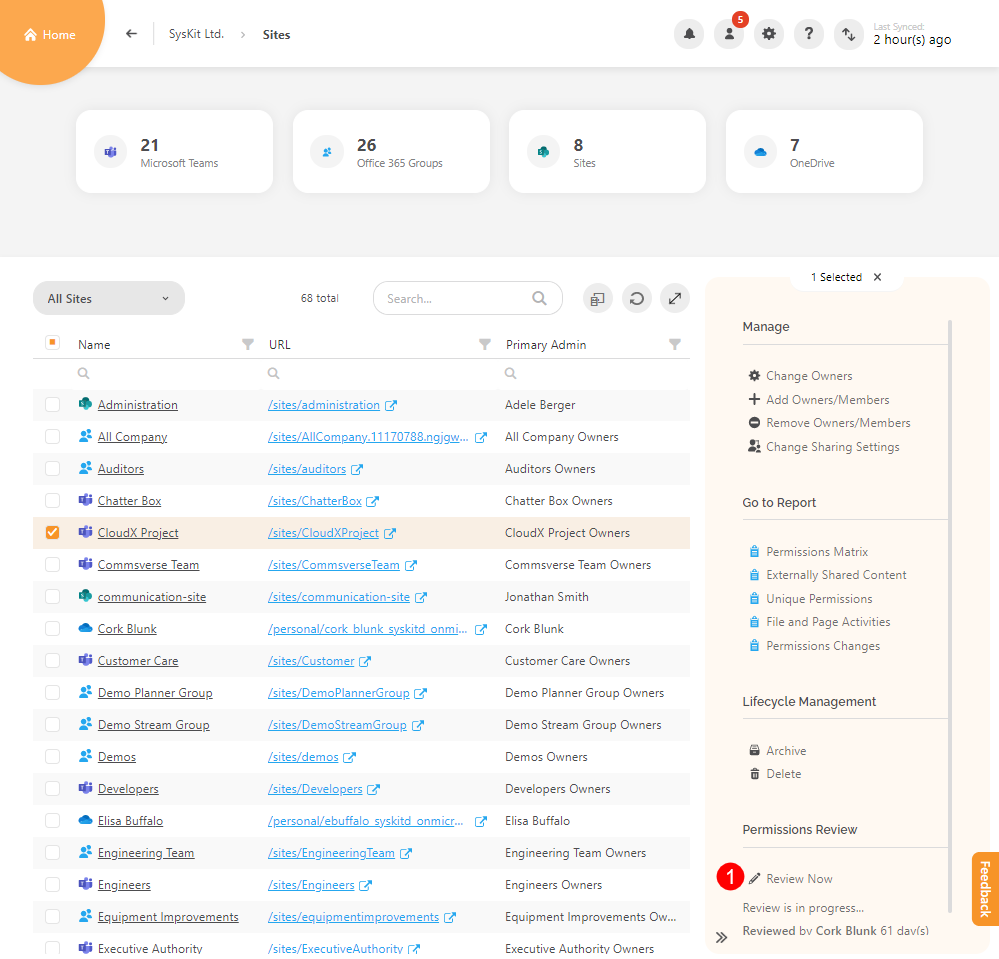 Home
SysKit Ltd. > Sites
5
?
Last Synced:
2 hour(s) ago
21
Microsoft Teams
26
Office 365 Groups
8
Sites
7
OneDrive
All Sites
68 total
Search...
1 Selected
Name URL Primary Admin
Administration /sites/administration Adele Berger
All Company /sites/AllCompany.11170788.ngjgw... All Company Owners
Auditors /sites/auditors Auditors Owners
Chatter Box /sites/ChatterBox Chatter Box Owners
CloudX Project /sites/CloudXProject CloudX Project Owners
Commsverse Team /sites/CommsverseTeam Commsverse Team Owners
communication-site /sites/communication-site Jonathan Smith
Cork Blunk /personal/cork_blunk_syskitd_onmi... Cork Blunk
Customer Care /sites/Customer Customer Care Owners
Demo Planner Group /sites/DemoPlannerGroup Demo Planner Group Owners
Demo Stream Group /sites/DemoStreamGroup Demo Stream Group Owners
Demos /sites/demos Demos Owners
Developers /sites/Developers Developers Owners
Elisa Buffalo /personal/ebuffalo_syskitd_onmicr... Elisa Buffalo
Engineering Team /sites/EngineeringTeam Engineering Team Owners
Engineers /sites/Engineers Engineers Owners
Equipment Improvements /sites/equipmentimprovements Equipment Improvements Ow...
Executive Authority /sites/ExecutiveAuthority Executive Authority Owners
Manage
Change Owners
Add Owners/Members
Remove Owners/Members
Change Sharing Settings
Go to Report
Permissions Matrix
Externally Shared Content
Unique Permissions
File and Page Activities
Permissions Changes
Lifecycle Management
Archive
Delete
Permissions Review
1
Review Now
Review is in progress...
Reviewed by Cork Blunk 61 day(s)
Feedback